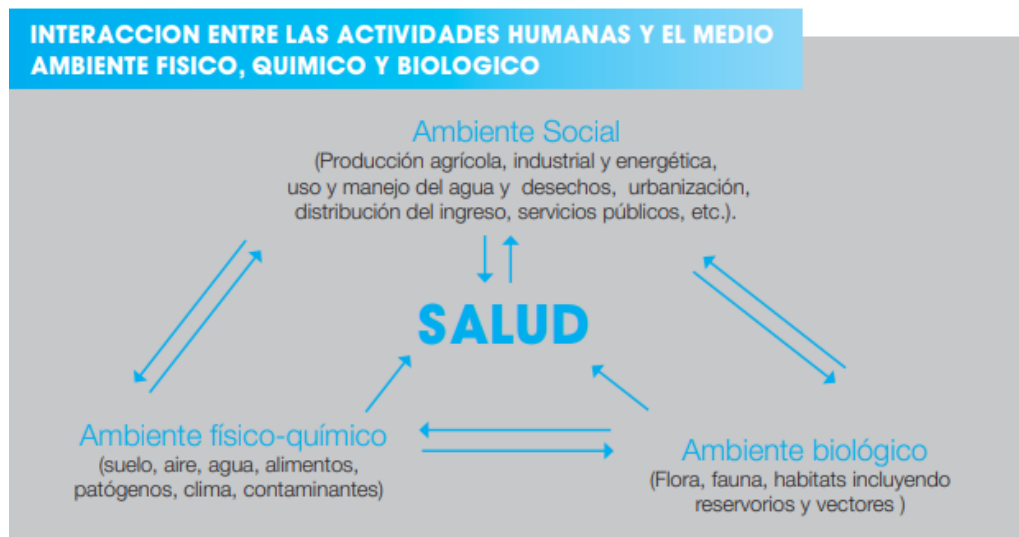 INTERACCION ENTRE LAS ACTIVIDADES HUMANAS Y EL MEDIO
AMBIENTE FISICO, QUIMICO Y BIOLOGICO
Ambiente Social
(Producción agrícola, industrial y energética,
uso y manejo del agua y desechos, urbanización,
distribución del ingreso, servicios públicos, etc.).
SALUD
Ambiente físico-químico
(suelo, aire, agua, alimentos,
patógenos, clima, contaminantes)
Ambiente biológico
(Flora, fauna, habitats incluyendo
reservorios y vectores )